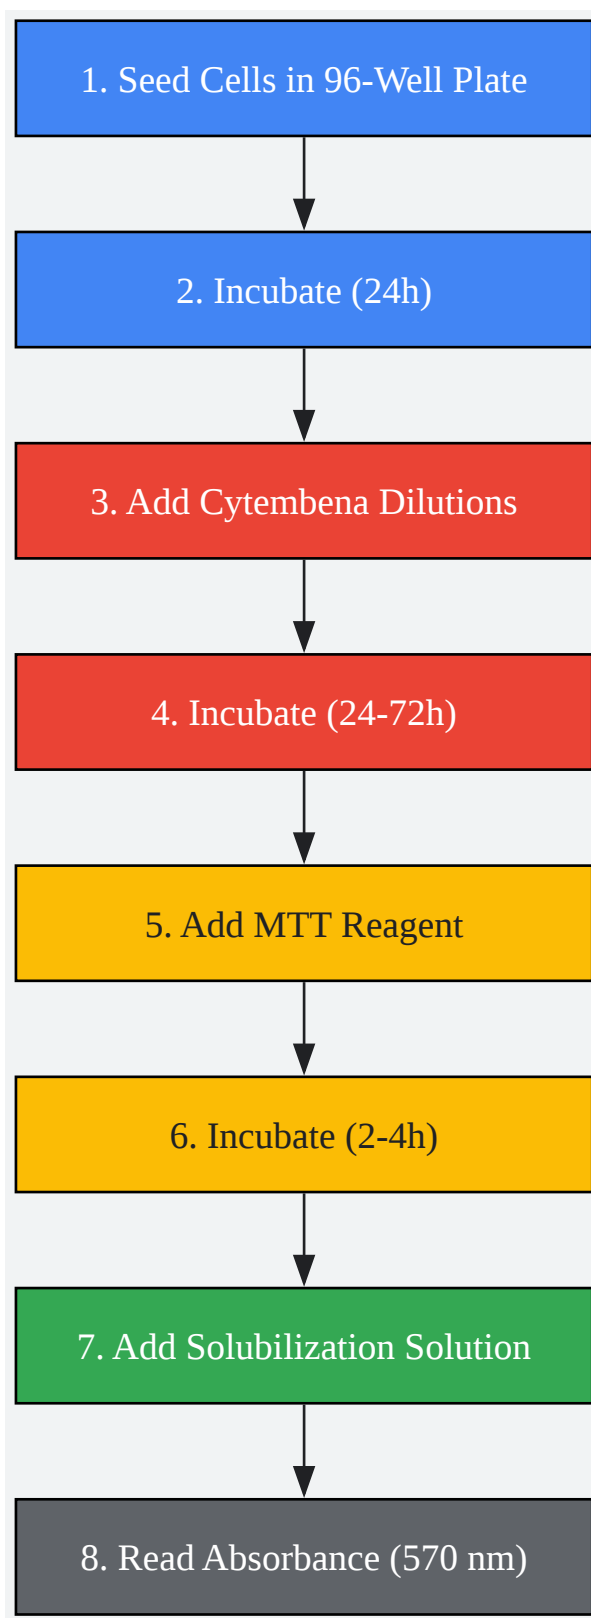 1. Seed Cells in 96-Well Plate
2. Incubate (24h)
3. Add Cytembena Dilutions
4. Incubate (24-72h)
5. Add MTT Reagent
6. Incubate (2-4h)
7. Add Solubilization Solution
8. Read Absorbance (570 nm)